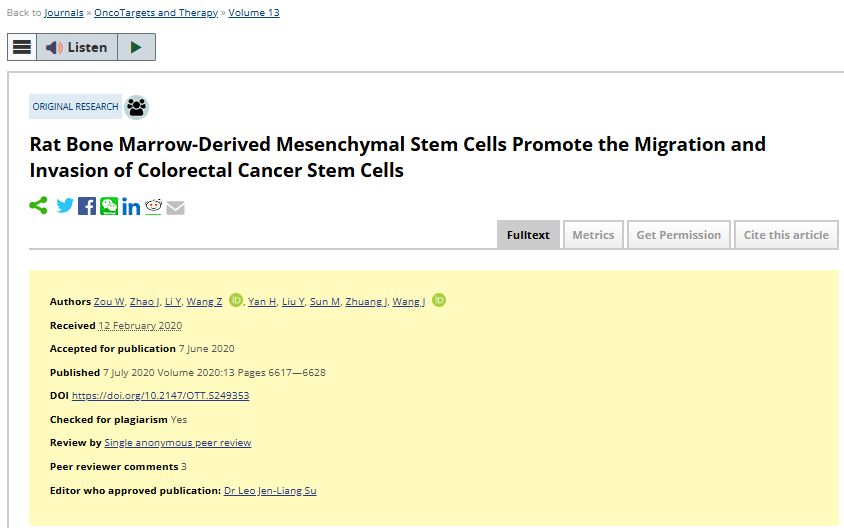 Back to Journals » OncoTargets and Therapy » Volume 13
Listen
ORIGINAL RESEARCH
Rat Bone Marrow-Derived Mesenchymal Stem Cells Promote the Migration and
Invasion of Colorectal Cancer Stem Cells
in
Fulltext Metrics Get Permission Cite this article
Authors Zou W, Zhao J, Li Y, Wang Z iD, Yan H, Liu Y, Sun M, Zhuang J, Wang J iD
Received 12 February 2020
Accepted for publication 7 June 2020
Published 7 July 2020 Volume 2020:13 Pages 6617—6628
DOI https://doi.org/10.2147/OTT.S249353
Checked for plagiarism Yes
Review by Single anonymous peer review
Peer reviewer comments 3
Editor who approved publication: Dr Leo Jen-Liang Su